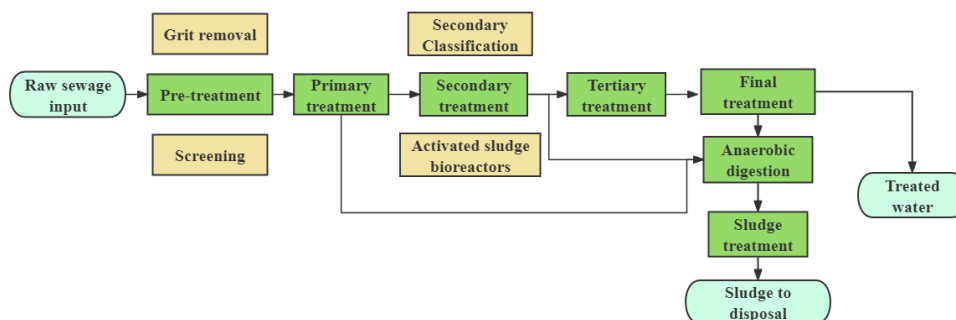 Grit removal
Secondary
Classification
Raw sewage
input
Pre-treatment
Primary
treatment
Secondary
treatment
Tertiary
treatment
Final
treatment
Screening
Activated sludge
bioreactors
Anaerobic
digestion
Treated
water
Sludge
treatment
Sludge to
disposal